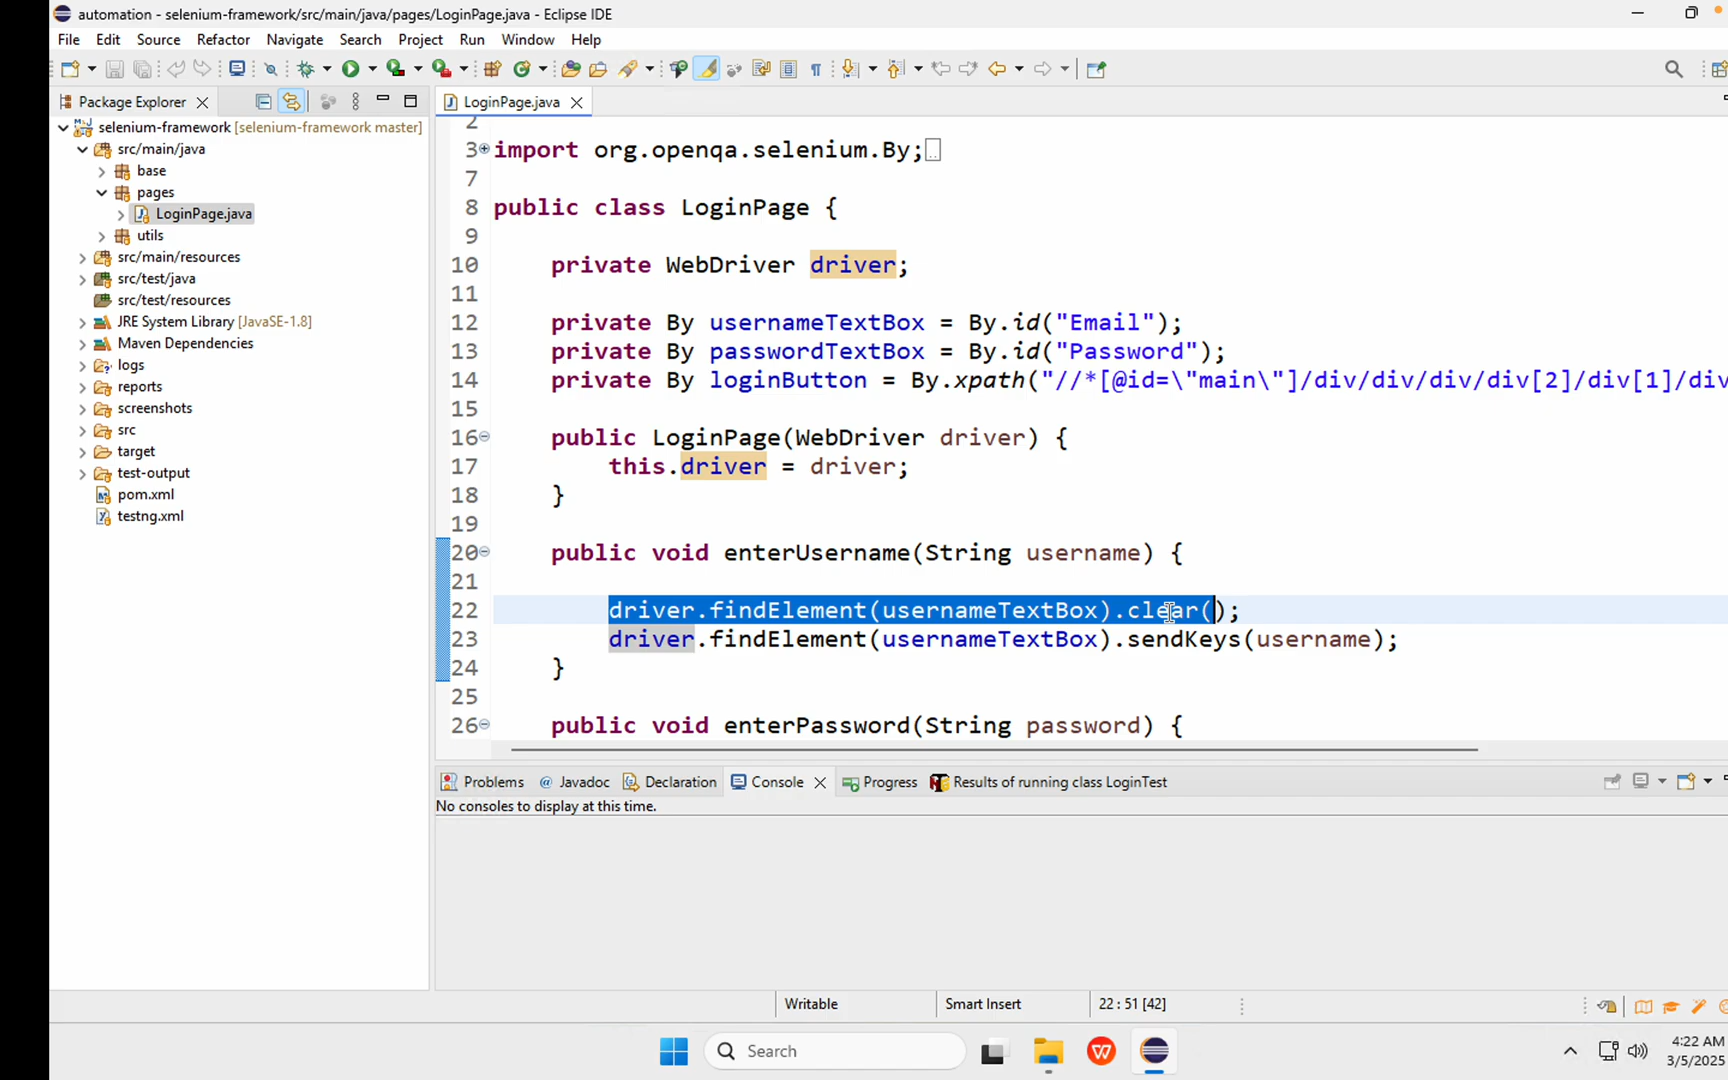 automation - selenium-framework/src/main/java/pages/LoginPage.java - Eclipse IDE
File Edit Source Refactor Navigate Search Project Run Window Help
Package Explorer
selenium-framework [selenium-framework master]
src/main/java
base
pages
LoginPage.java
utils
src/main/resources
src/test/java
src/test/resources
JRE System Library [JavaSE-1.8]
Maven Dependencies
logs
reports
screenshots
src
target
test-output
pom.xml
testng.xml
LoginPage.java
2
3 import org.openqa.selenium.By;
7
8 public class LoginPage {
9
10 private WebDriver driver;
11
12 private By usernameTextBox = By.id("Email");
13 private By passwordTextBox = By.id("Password");
14 private By loginButton = By.xpath("//*[@id=\"main\"]/div/div/div/div[2]/div[1]/div
15
16 public LoginPage(WebDriver driver) {
17 this.driver = driver;
18 }
19
20 public void enterUsername(String username) {
21
22 driver.findElement(usernameTextBox).clear();
23 driver.findElement(usernameTextBox).sendKeys(username);
24 }
25
26 public void enterPassword(String password) {
Problems Javadoc Declaration Console Progress Results of running class LoginTest
No consoles to display at this time.
Writable Smart Insert 22 : 51 [42]
Search
4:22 AM
3/5/2025